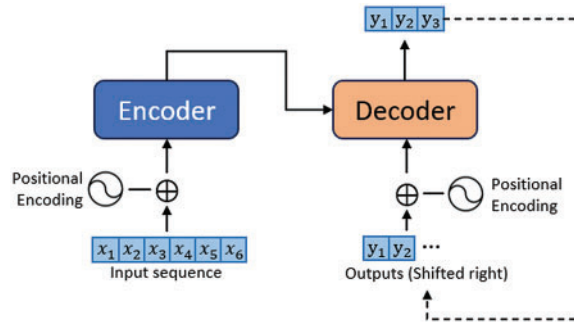 y₁ y₂ y₃
Encoder
Decoder
Positional
Encoding
Positional
Encoding
x₁ x₂ x₃ x₄ x₅ x₆
Input sequence
y₁ y₂ ···
Outputs (Shifted right)